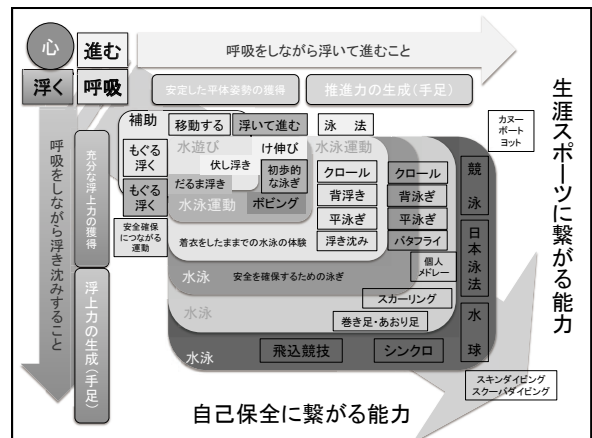 心
進む
浮く
呼吸
呼吸をしながら浮いて進むこと
安定した平体姿勢の獲得
推進力の生成(手足)
呼吸をしながら浮き沈みすること
充分な浮上力の獲得
浮上力の生成(手足)
補助
移動する
浮いて進む
泳 法
もぐる
浮く
もぐる
浮く
安全確保
につながる
運動
水遊び
け伸び
水泳運動
伏し浮き
初歩的
な泳ぎ
だるま浮き
水泳運動
ボビング
クロール
背浮き
平泳ぎ
浮き沈み
クロール
背泳ぎ
平泳ぎ
バタフライ
着衣をしたままでの水泳の体験
水泳
安全を確保するための泳ぎ
個人
メドレー
スカーリング
水泳
巻き足・あおり足
水泳
飛込競技
シンクロ
競泳
日本泳法
水球
カヌー
ボート
ヨット
スキンダイビング
スクーバダイビング
生涯スポーツに繋がる能力
自己保全に繋がる能力